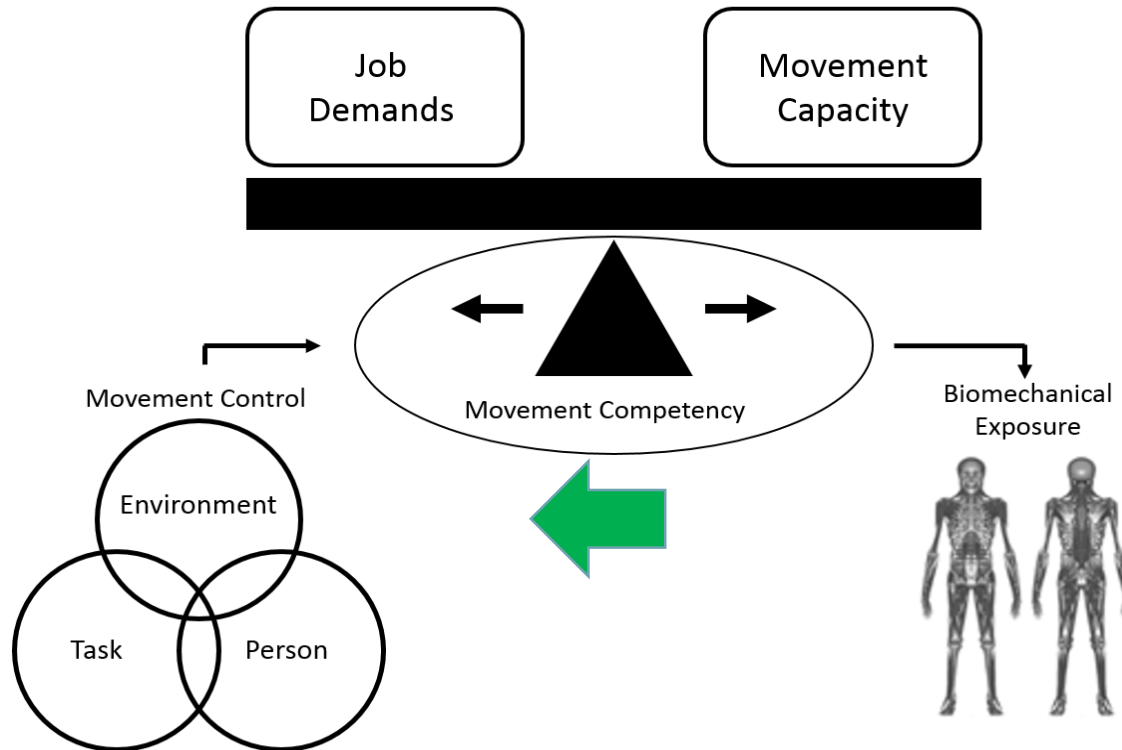 Job
Demands
Movement
Capacity
Movement Control
Movement Competency
Biomechanical
Exposure
Environment
Task
Person